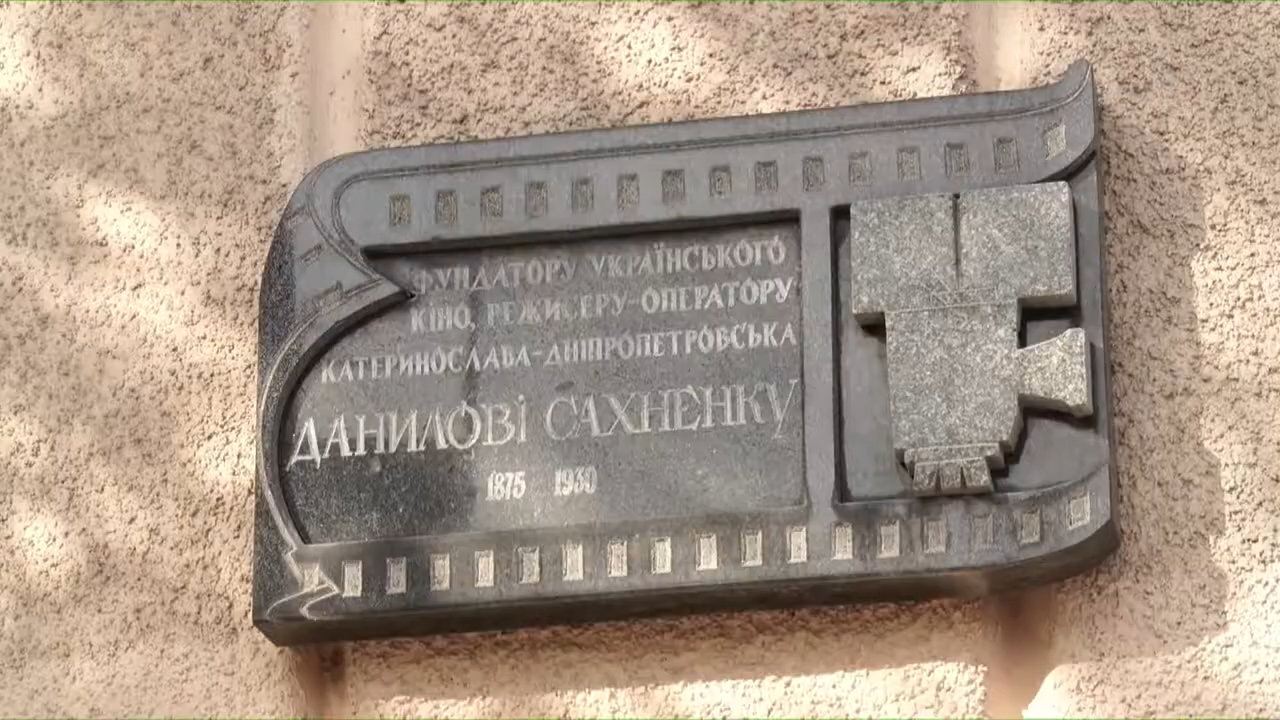 ФУНДАТОРУ УКРАЇНСЬКОГО
КІНО, РЕЖИСЕРУ-ОПЕРАТОРУ
КАТЕРИНОСЛАВА-ДНІПРОПЕТРОВСЬКА
ДАНИЛОВІ САХНЕНКУ
1875 1930